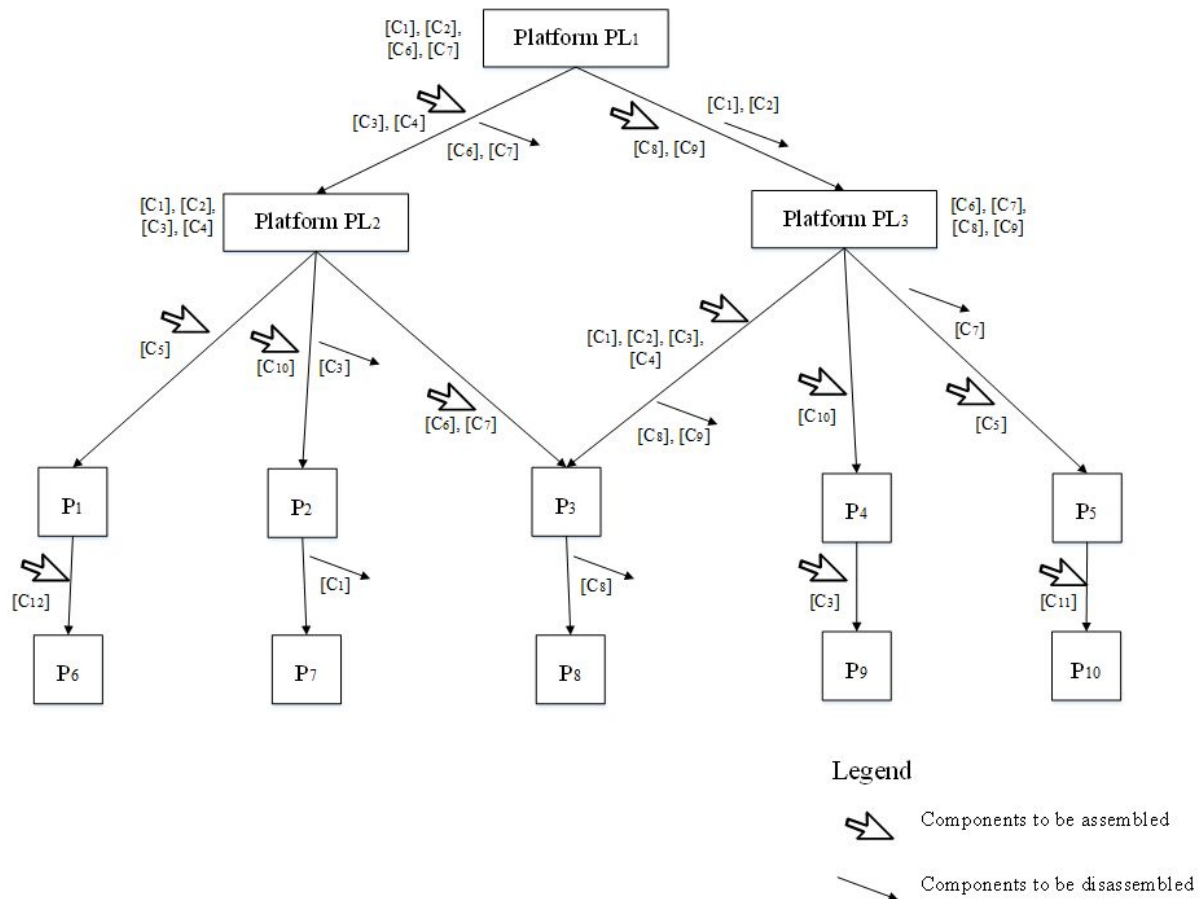 [C1], [C2],
[C6], [C7]
Platform PL1
[C3], [C4]
[C6], [C7]
[C8], [C9]
[C1], [C2]
[C1], [C2],
[C3], [C4]
Platform PL2
Platform PL3
[C6], [C7],
[C8], [C9]
[C5]
[C10]
[C3]
[C6], [C7]
[C1], [C2], [C3],
[C4]
[C8], [C9]
[C10]
[C7]
[C5]
P1
P2
P3
P4
P5
[C12]
[C1]
[C8]
[C3]
[C11]
P6
P7
P8
P9
P10
Legend
Components to be assembled
Components to be disassembled